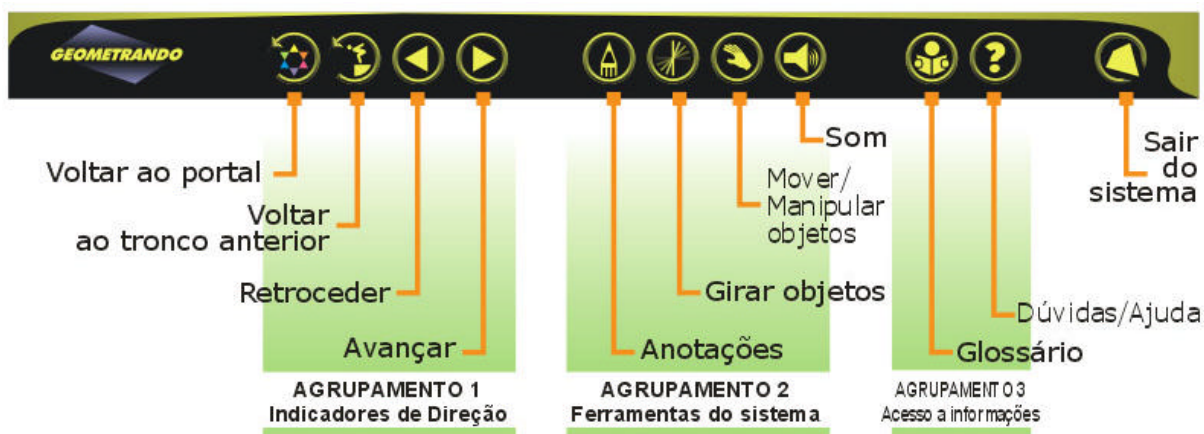 GEOMETRANDO
?
Voltar ao portal
Voltar
ao tronco anterior
Retroceder
Avançar
Som
Mover/
Manipular
objetos
Girar objetos
Anotações
Sair
do
sistema
Dúvidas/Ajuda
Glossário
AGRUPAMENTO 1
Indicadores de Direção
AGRUPAMENTO 2
Ferramentas do sistema
AGRUPAMENTO 3
Acesso a informações